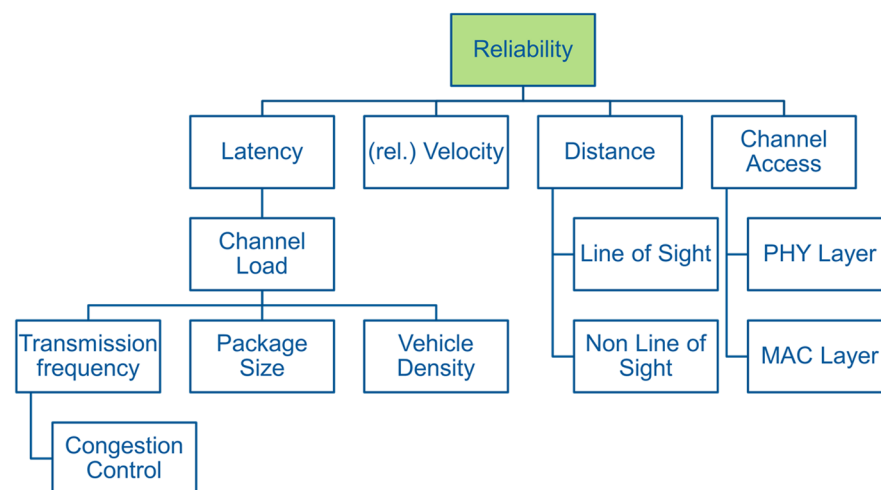 Reliability
Latency
(rel.) Velocity
Distance
Channel
Access
Channel
Load
Line of Sight
PHY Layer
Transmission
frequency
Package
Size
Vehicle
Density
Non Line of
Sight
MAC Layer
Congestion
Control